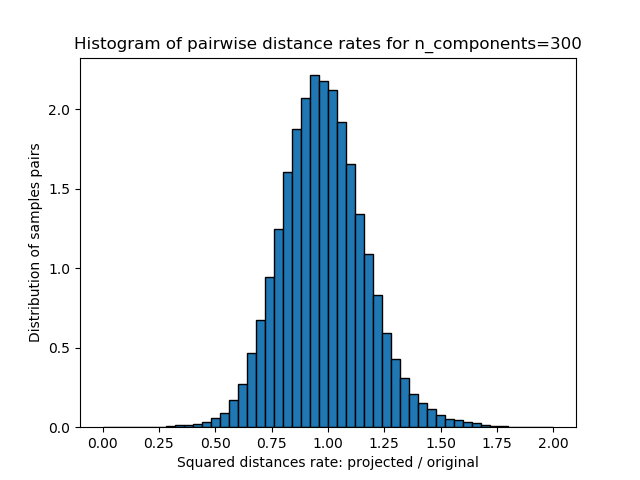 Histogram of pairwise distance rates for n_components=300
Distribution of samples pairs
2.0
1.5
1.0
0.5
0.0
0.00 0.25 0.50 0.75 1.00 1.25 1.50 1.75 2.00
Squared distances rate: projected / original